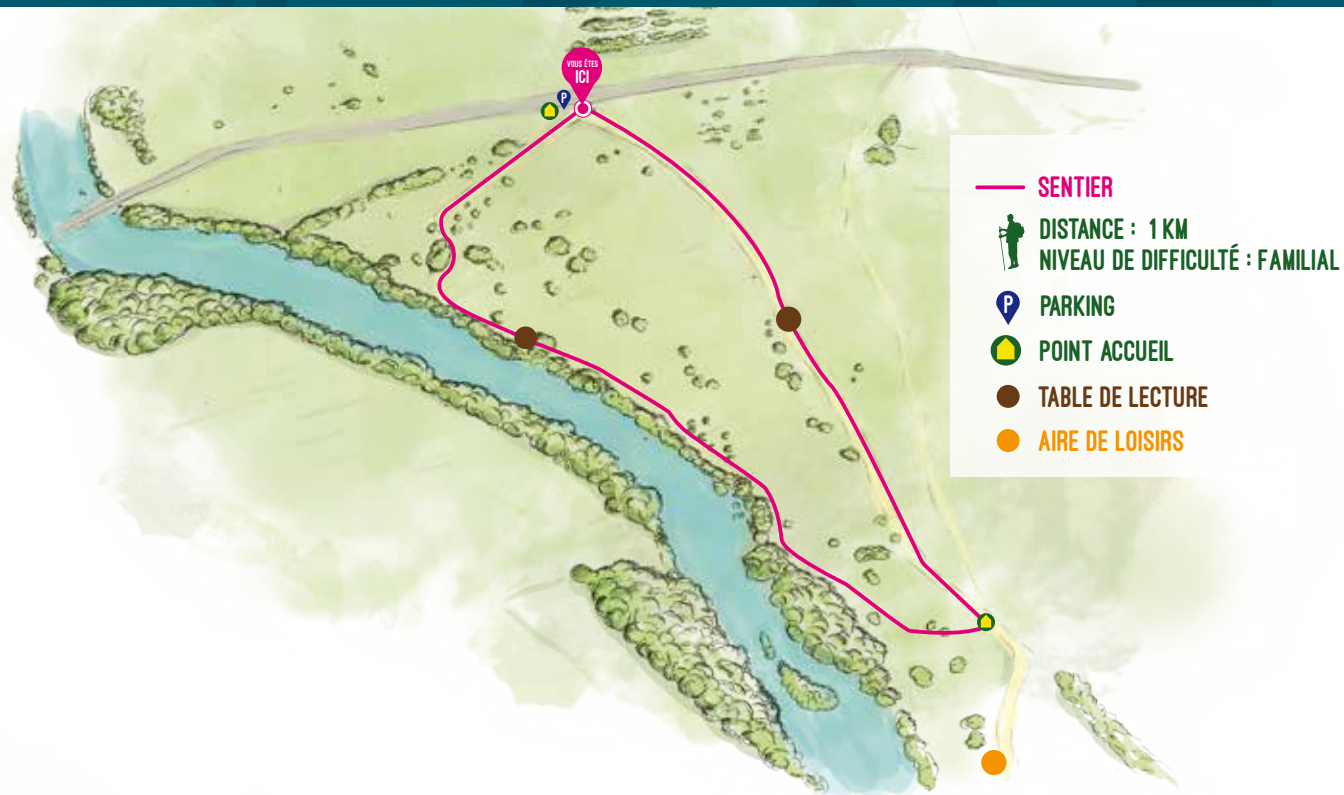 VOUS ÊTES
ICI
P
SENTIER
DISTANCE : 1 KM
NIVEAU DE DIFFICULTÉ : FAMILIAL
P
PARKING
POINT ACCUEIL
TABLE DE LECTURE
AIRE DE LOISIRS